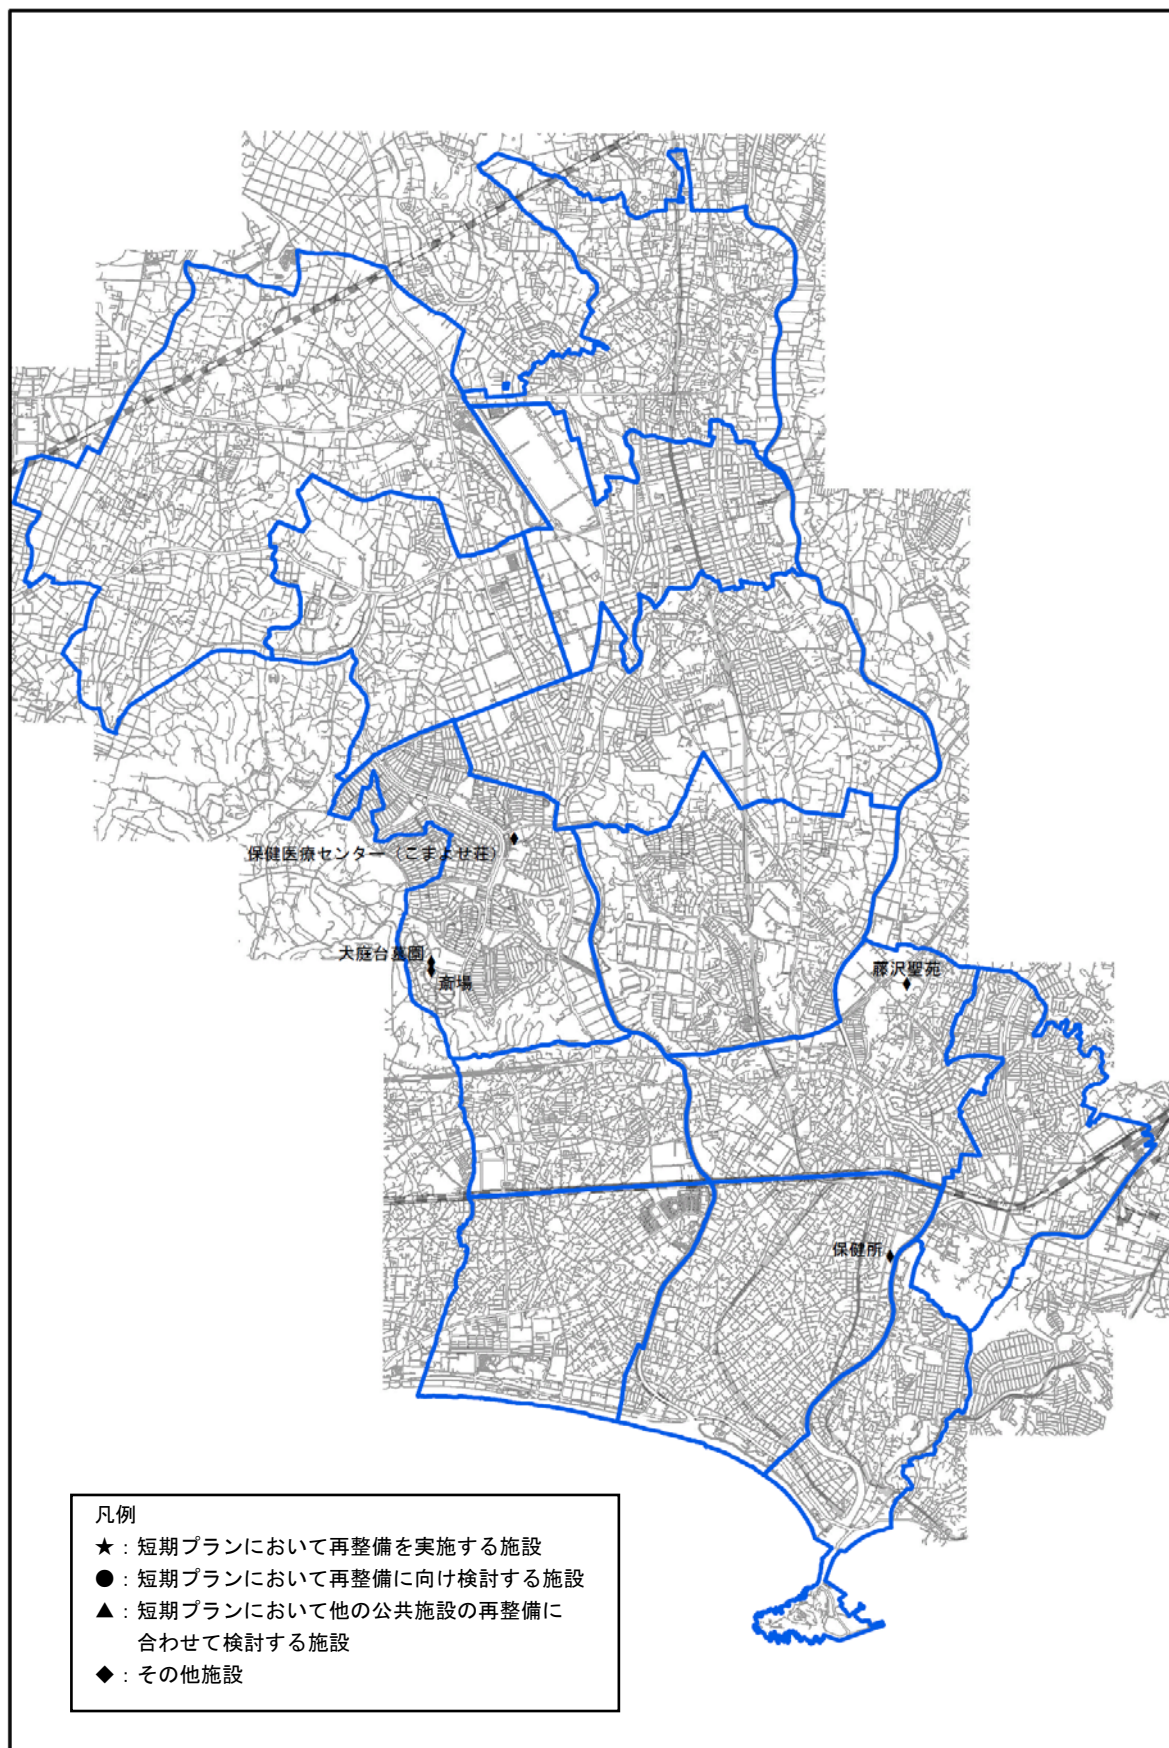 保健医療センター（こまよせ荘）
大庭台墓園
斎場
藤沢聖苑
保健所
凡例
★：短期プランにおいて再整備を実施する施設
●：短期プランにおいて再整備に向け検討する施設
▲：短期プランにおいて他の公共施設の再整備に
合わせて検討する施設
◆：その他施設